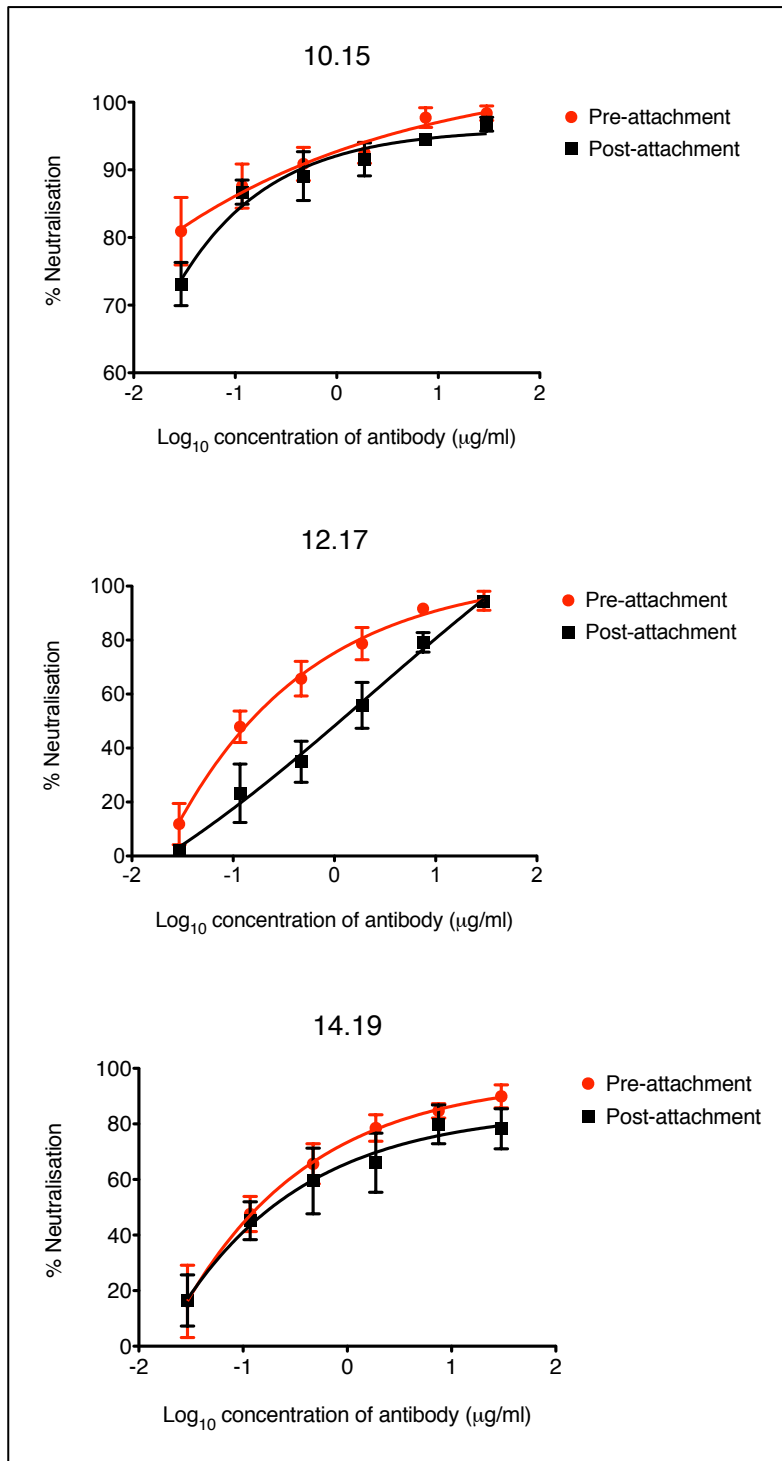 10.15
100
90
80
70
60
% Neutralisation
-2
-1
0
1
2
Log10 concentration of antibody (μg/ml)
Pre-attachment
Post-attachment
12.17
100
80
60
40
20
0
% Neutralisation
-2
-1
0
1
2
Log10 concentration of antibody (μg/ml)
Pre-attachment
Post-attachment
14.19
100
80
60
40
20
0
% Neutralisation
-2
-1
0
1
2
Log10 concentration of antibody (μg/ml)
Pre-attachment
Post-attachment